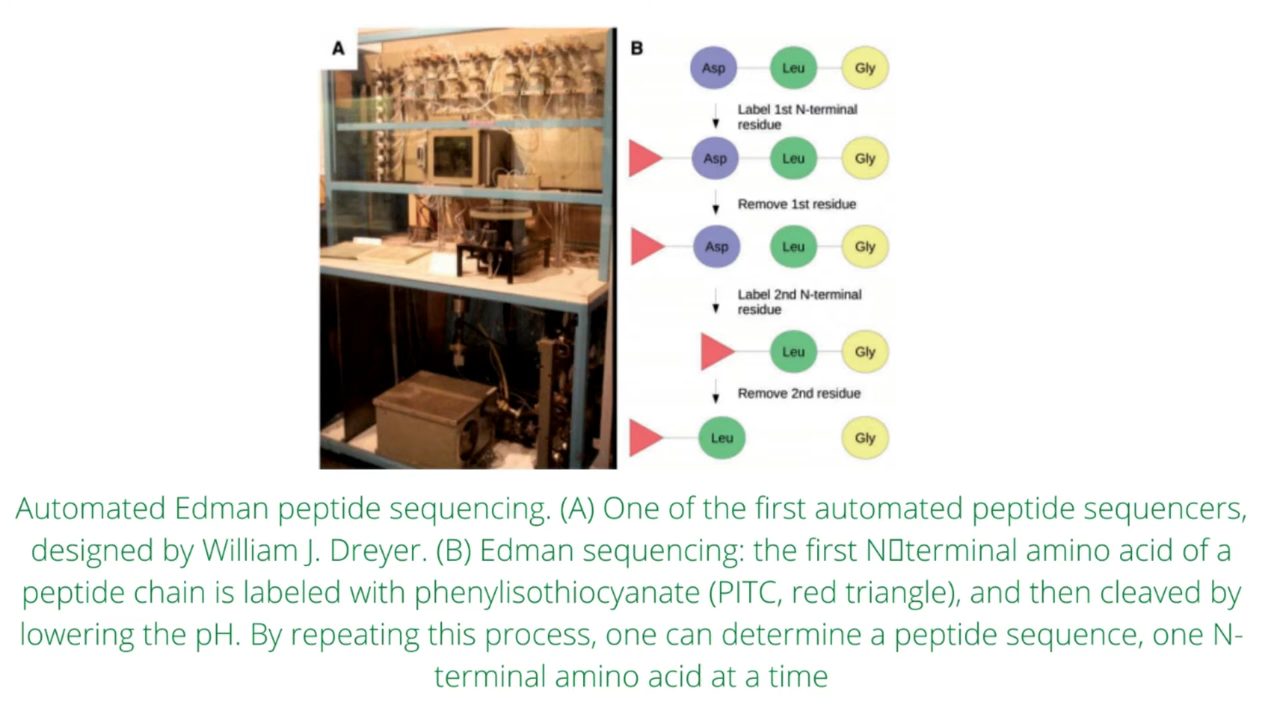 A
B
Asp Leu Gly
Label 1st N-terminal
residue
Asp Leu Gly
Remove 1st residue
Asp Leu Gly
Label 2nd N-terminal
residue
Leu Gly
Remove 2nd residue
Leu Gly
Automated Edman peptide sequencing. (A) One of the first automated peptide sequencers,
designed by William J. Dreyer. (B) Edman sequencing: the first N▯terminal amino acid of a
peptide chain is labeled with phenylisothiocyanate (PITC, red triangle), and then cleaved by
lowering the pH. By repeating this process, one can determine a peptide sequence, one N-
terminal amino acid at a time